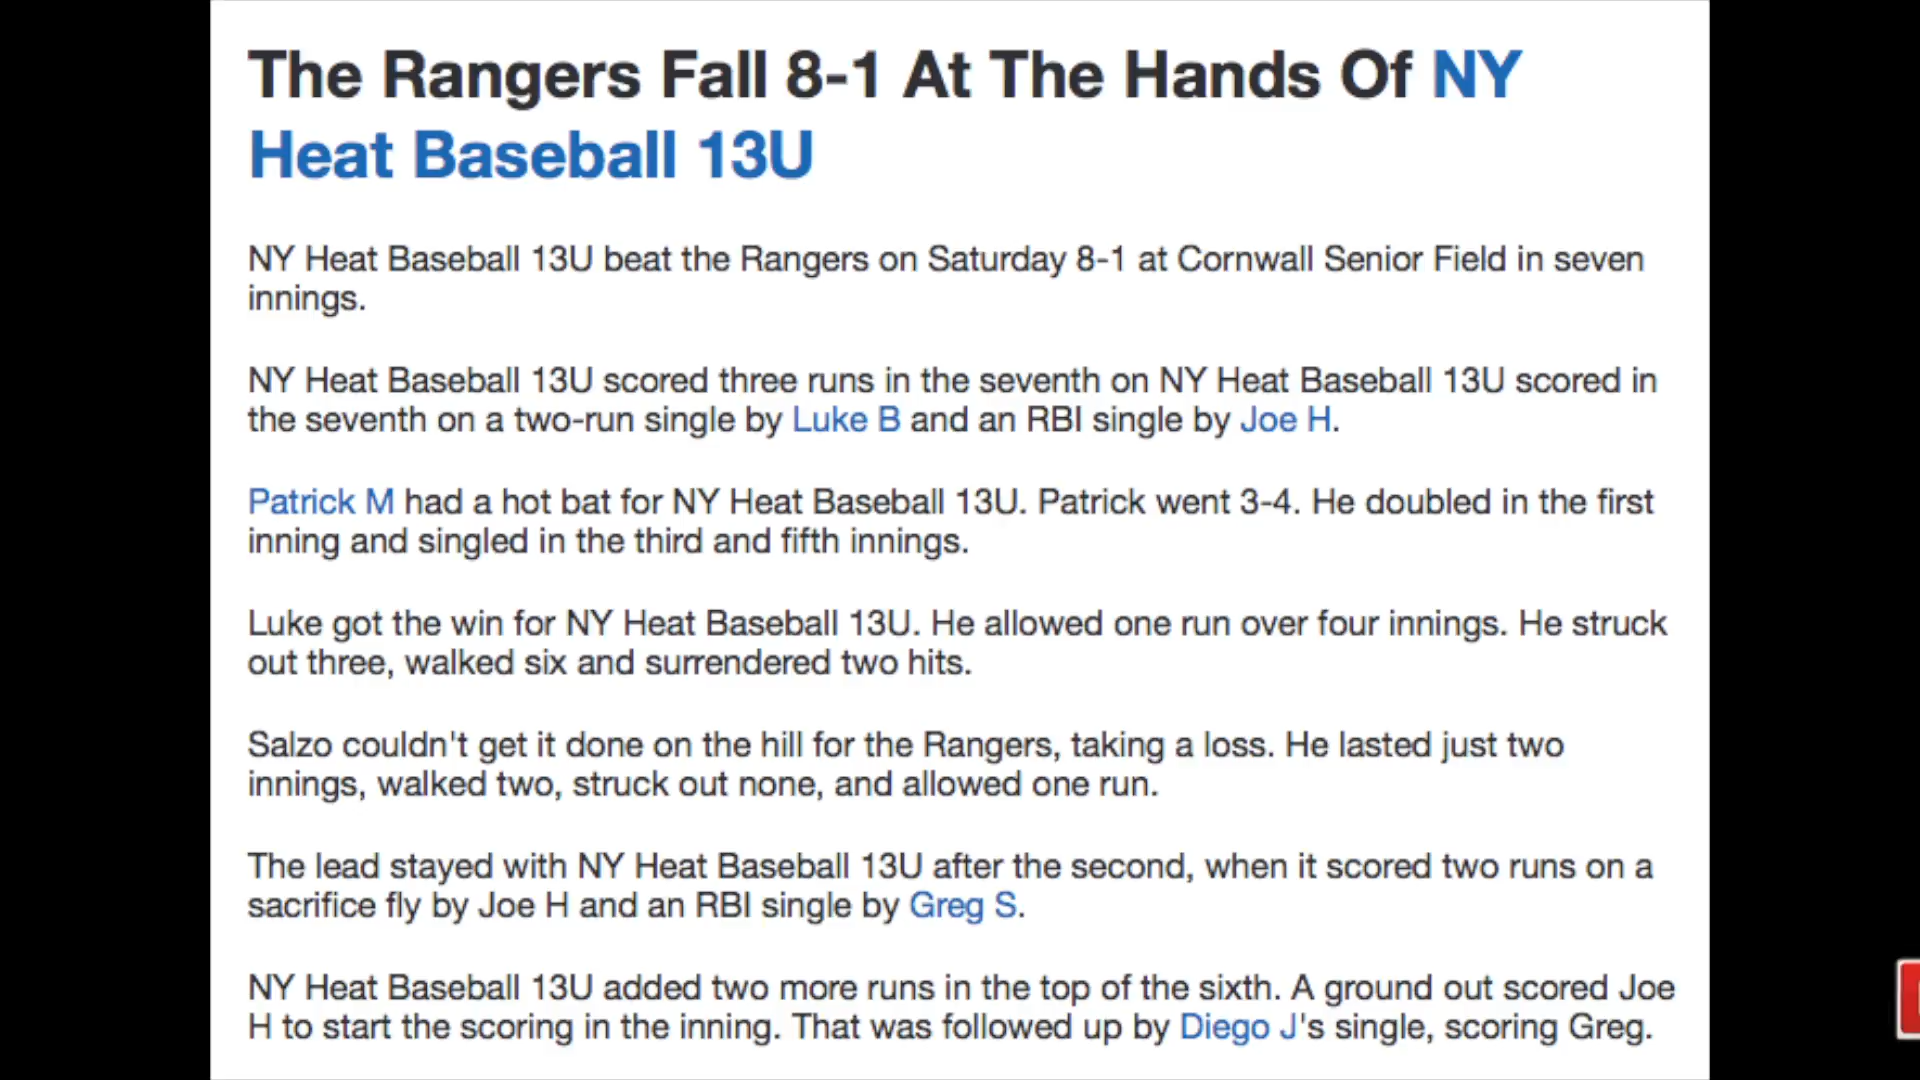 The Rangers Fall 8-1 At The Hands Of NY
Heat Baseball 13U
NY Heat Baseball 13U beat the Rangers on Saturday 8-1 at Cornwall Senior Field in seven
innings.
NY Heat Baseball 13U scored three runs in the seventh on NY Heat Baseball 13U scored in
the seventh on a two-run single by Luke B and an RBI single by Joe H.
Patrick M had a hot bat for NY Heat Baseball 13U. Patrick went 3-4. He doubled in the first
inning and singled in the third and fifth innings.
Luke got the win for NY Heat Baseball 13U. He allowed one run over four innings. He struck
out three, walked six and surrendered two hits.
Salzo couldn't get it done on the hill for the Rangers, taking a loss. He lasted just two
innings, walked two, struck out none, and allowed one run.
The lead stayed with NY Heat Baseball 13U after the second, when it scored two runs on a
sacrifice fly by Joe H and an RBI single by Greg S.
NY Heat Baseball 13U added two more runs in the top of the sixth. A ground out scored Joe
H to start the scoring in the inning. That was followed up by Diego J's single, scoring Greg.